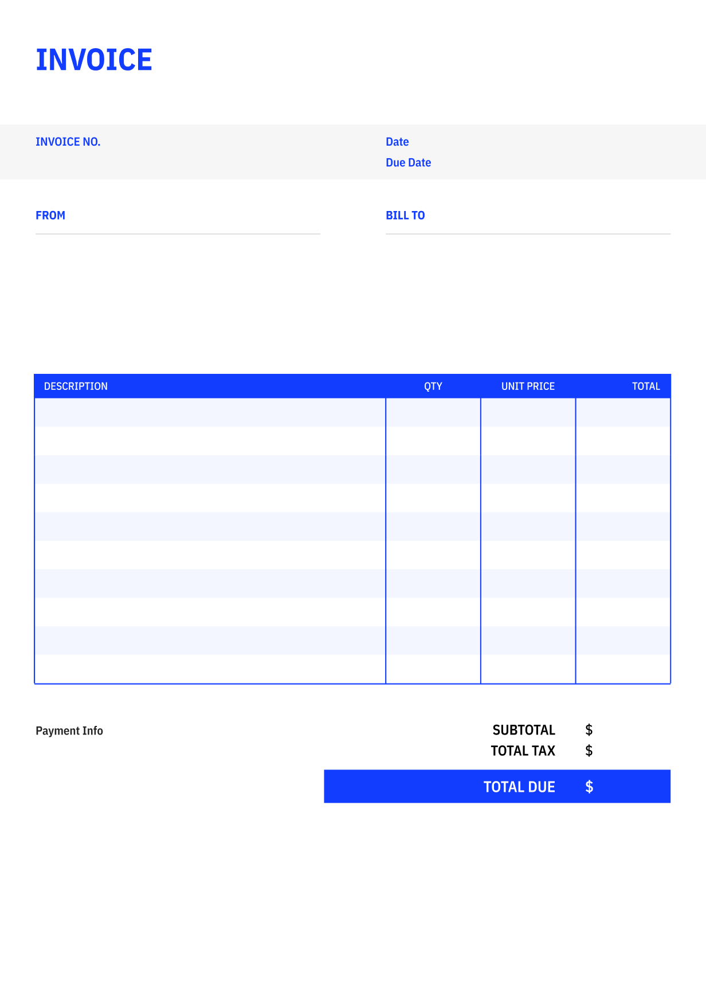 INVOICE
INVOICE NO.
Date
Due Date
FROM
BILL TO
DESCRIPTION QTY UNIT PRICE TOTAL
Payment Info
SUBTOTAL $
TOTAL TAX $
TOTAL DUE $